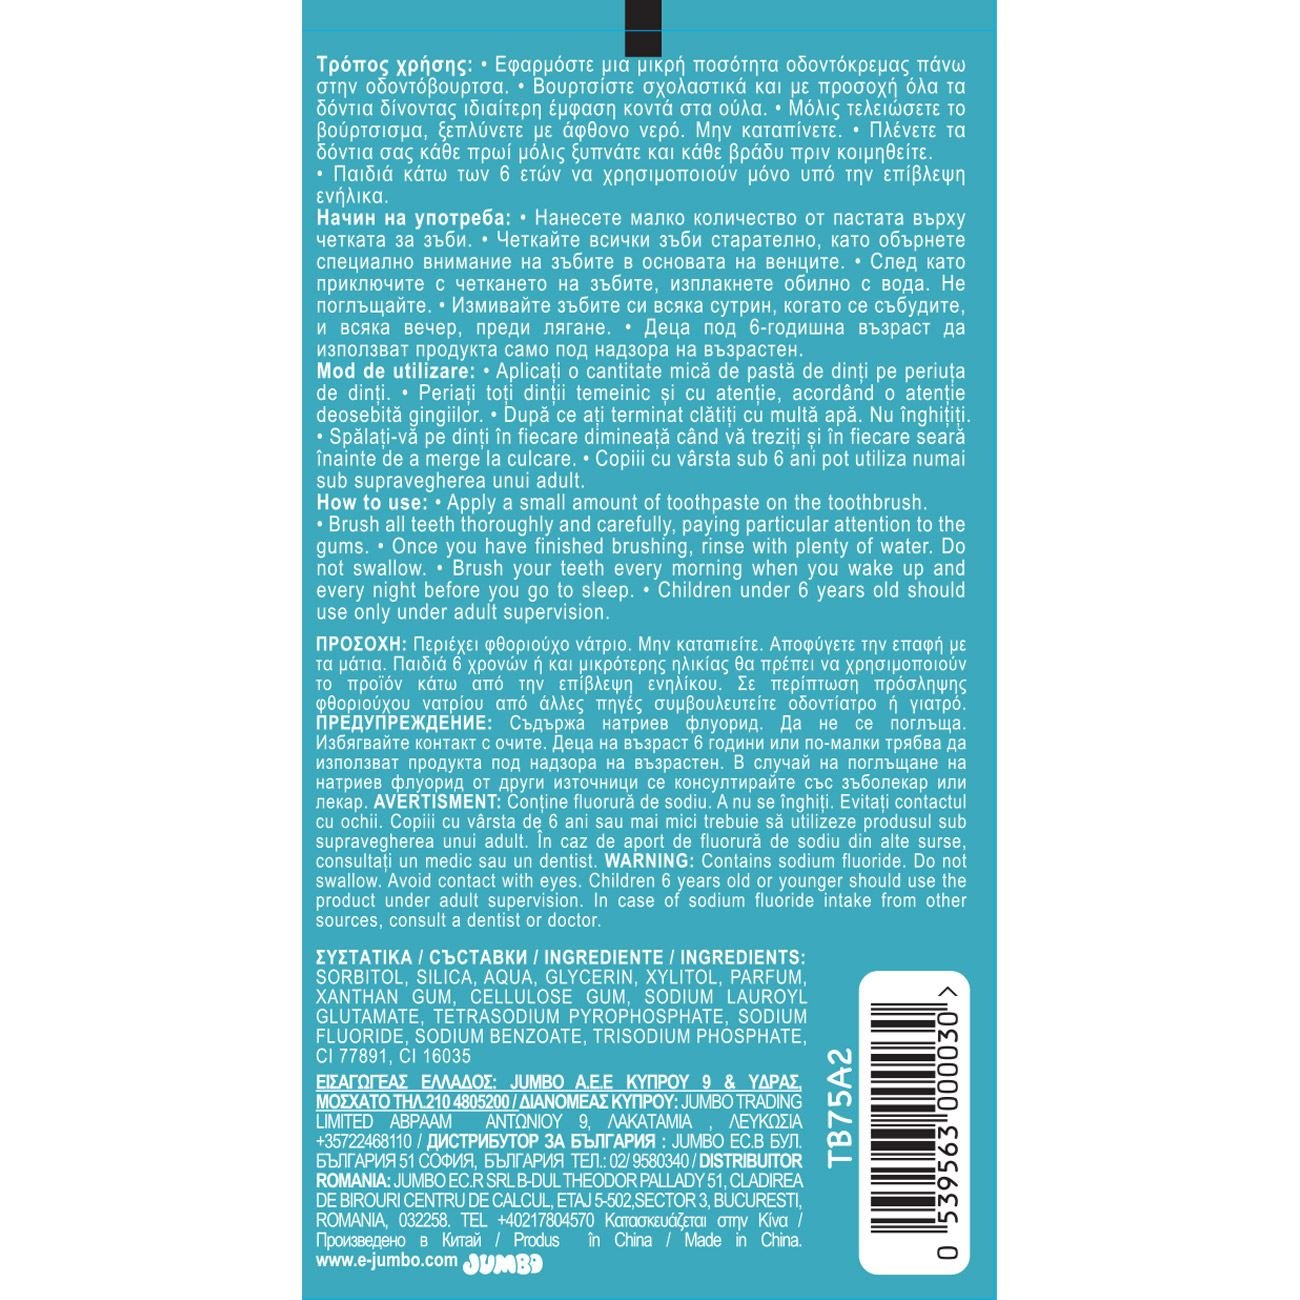 Τρόπος χρήσης: • Εφαρμόστε μια μικρή ποσότητα οδοντόκρεμας πάνω
στην οδοντόβουρτσα. • Βουρτσίστε σχολαστικά και με προσοχή όλα τα
δόντια δίνοντας ιδιαίτερη έμφαση κοντά στα ούλα. • Μόλις τελειώσετε το
βούρτσισμα, ξεπλύνετε με άφθονο νερό. Μην καταπίνετε. • Πλένετε τα
δόντια σας κάθε πρωί μόλις ξυπνάτε και κάθε βράδυ πριν κοιμηθείτε.
• Παιδιά κάτω των 6 ετών να χρησιμοποιούν μόνο υπό την επίβλεψη
ενήλικα.
Начин на употреба: • Нанесете малко количество от пастата върху
четката за зъби. • Четкайте всички зъби старателно, като обърнете
специално внимание на зъбите в основата на венците. • След като
приключите с четкането на зъбите, изплакнете обилно с вода. Не
поглъщайте. • Измивайте зъбите си всяка сутрин, когато се събудите,
и всяка вечер, преди лягане. • Деца под 6-годишна възраст да
използват продукта само под надзора на възрастен.
Mod de utilizare: • Aplicați o cantitate mică de pastă de dinți pe periuța
de dinți. • Periați toți dinții temeinic și cu atenție, acordând o atenție
deosebită gingiilor. • După ce ați terminat clătiți cu multă apă. Nu înghițiți.
• Spălați-vă pe dinți în fiecare dimineață când vă treziți și în fiecare seară
înainte de a merge la culcare. • Copiii cu vârsta sub 6 ani pot utiliza numai
sub supravegherea unui adult.
How to use: • Apply a small amount of toothpaste on the toothbrush.
• Brush all teeth thoroughly and carefully, paying particular attention to the
gums. • Once you have finished brushing, rinse with plenty of water. Do
not swallow. • Brush your teeth every morning when you wake up and
every night before you go to sleep. • Children under 6 years old should
use only under adult supervision.
ΠΡΟΣΟΧΗ: Περιέχει φθοριούχο νάτριο. Μην καταπιείτε. Αποφύγετε την επαφή με
τα μάτια. Παιδιά 6 χρονών ή και μικρότερης ηλικίας θα πρέπει να χρησιμοποιούν
το προϊόν κάτω από την επίβλεψη ενηλίκου. Σε περίπτωση πρόσληψης
φθοριούχου νατρίου από άλλες πηγές συμβουλευτείτε οδοντίατρο ή γιατρό.
ПРЕДУПРЕЖДЕНИЕ: Съдържа натриев флуорид. Да не се поглъща.
Избягвайте контакт с очите. Деца на възраст 6 години или по-малки трябва да
използват продукта под надзора на възрастен. В случай на поглъщане на
натриев флуорид от други източници се консултирайте със зъболекар или
лекар. AVERTISMENT: Conține fluorură de sodiu. A nu se înghiți. Evitați contactul
cu ochii. Copiii cu vârsta de 6 ani sau mai mici trebuie să utilizeze produsul sub
supravegherea unui adult. În caz de aport de fluorură de sodiu din alte surse,
consultați un medic sau un dentist. WARNING: Contains sodium fluoride. Do not
swallow. Avoid contact with eyes. Children 6 years old or younger should use the
product under adult supervision. In case of sodium fluoride intake from other
sources, consult a dentist or doctor.
ΣΥΣΤΑΤΙΚΑ / СЪСТАВКИ / INGREDIENTE / INGREDIENTS:
SORBITOL, SILICA, AQUA, GLYCERIN, XYLITOL, PARFUM,
XANTHAN GUM, CELLULOSE GUM, SODIUM LAUROYL
GLUTAMATE, TETRASODIUM PYROPHOSPHATE, SODIUM
FLUORIDE, SODIUM BENZOATE, TRISODIUM PHOSPHATE,
CI 77891, CI 16035
ΕΙΣΑΓΩΓΕΑΣ ΕΛΛΑΔΟΣ: JUMBO A.E.E ΚΥΠΡΟΥ 9 & ΥΔΡΑΣ,
ΜΟΣΧΑΤΟ ΤΗΛ.210 4805200 / ΔΙΑΝΟΜΕΑΣ ΚΥΠΡΟΥ: JUMBO TRADING
LIMITED ΑΒΡΑΑΜ ΑΝΤΩΝΙΟΥ 9, ΛΑΚΑΤΑΜΙΑ , ΛΕΥΚΩΣΙΑ
+35722468110 / ДИСТРИБУТОР ЗА БЪЛГАРИЯ : JUMBO EC.B БУЛ.
БЪЛГАРИЯ 51 СОФИЯ, БЪЛГАРИЯ ТЕЛ.: 02/ 9580340 / DISTRIBUITOR
ROMANIA: JUMBO EC.R SRL B-DUL THEODOR PALLADY 51, CLADIREA
DE BIROURI CENTRU DE CALCUL, ETAJ 5-502,SECTOR 3, BUCURESTI,
ROMANIA, 032258. TEL +40217804570 Κατασκευάζεται στην Κίνα /
Произведено в Китай / Produs în China / Made in China.
www.e-jumbo.com JUMBO
TB75A2
0 539563 000030 >